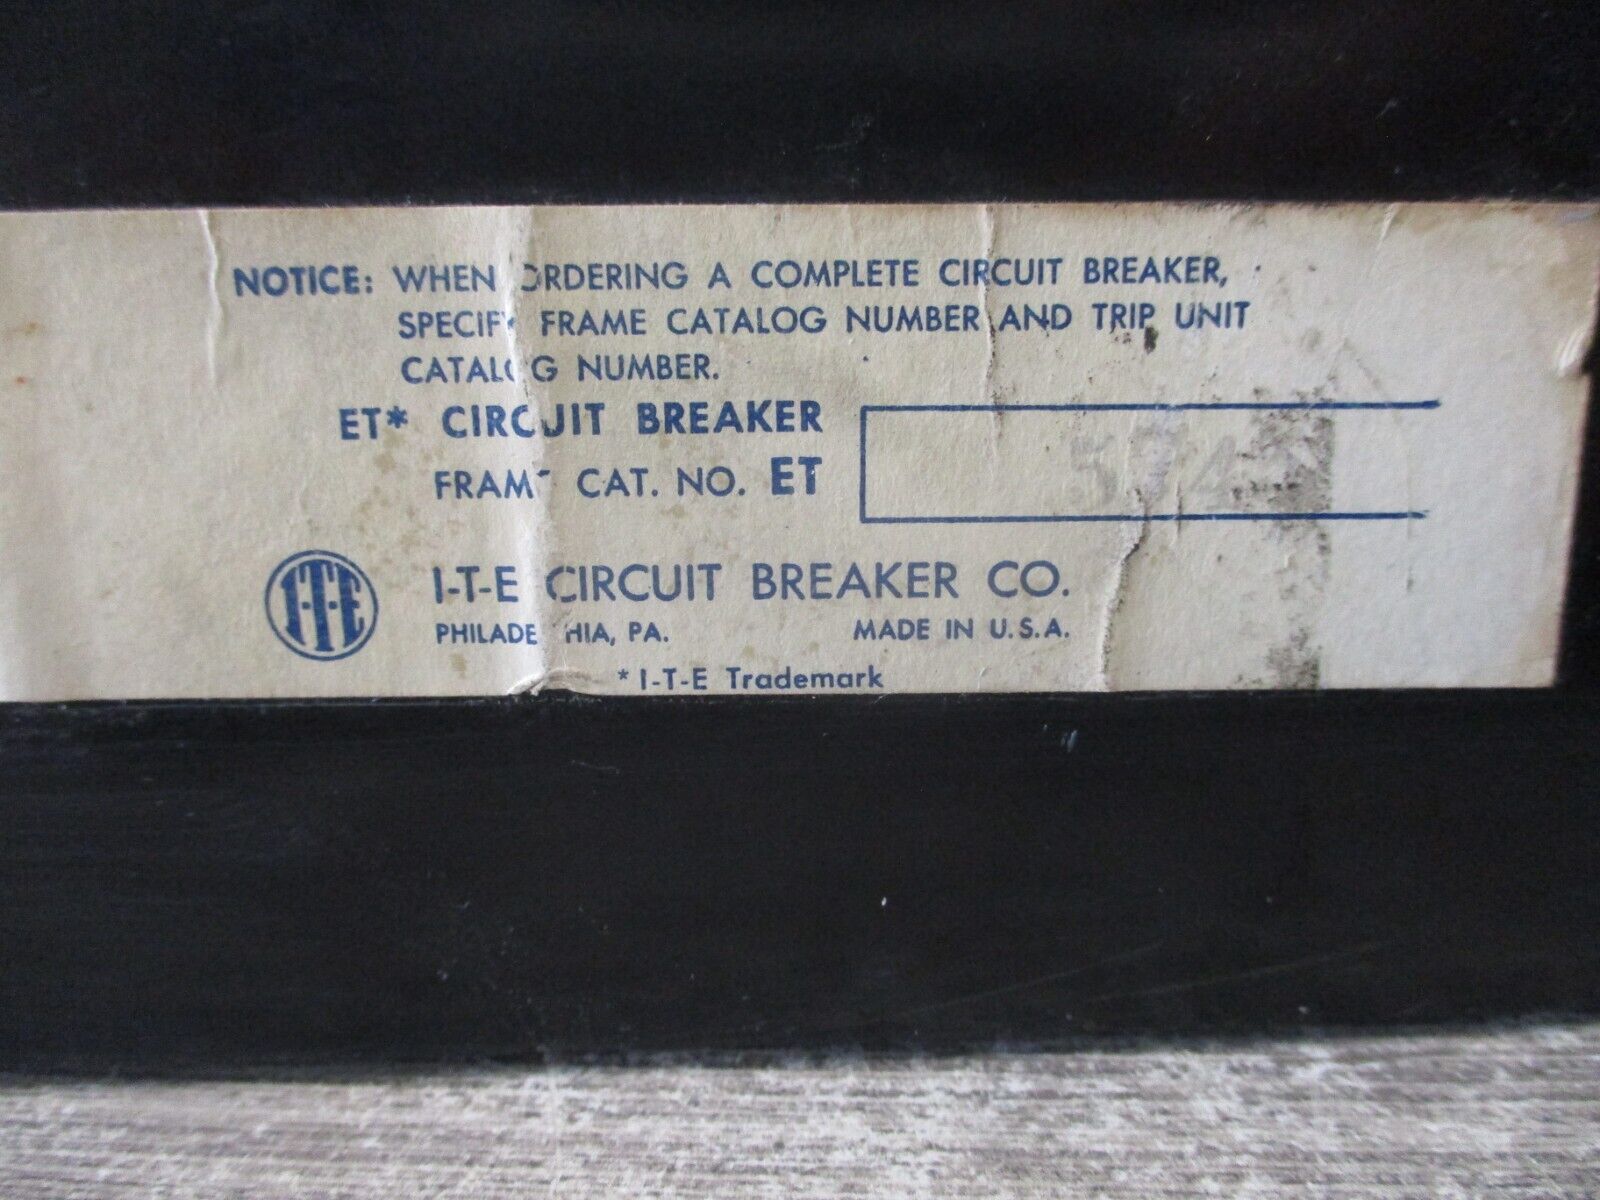 NOTICE: WHEN ORDERING A COMPLETE CIRCUIT BREAKER,
SPECIFY FRAME CATALOG NUMBER AND TRIP UNIT
CATALOG NUMBER.
ET* CIRCUIT BREAKER
FRAME CAT. NO. ET
I-T-E
I-T-E CIRCUIT BREAKER CO.
PHILADELPHIA, PA. MADE IN U.S.A.
* I-T-E Trademark